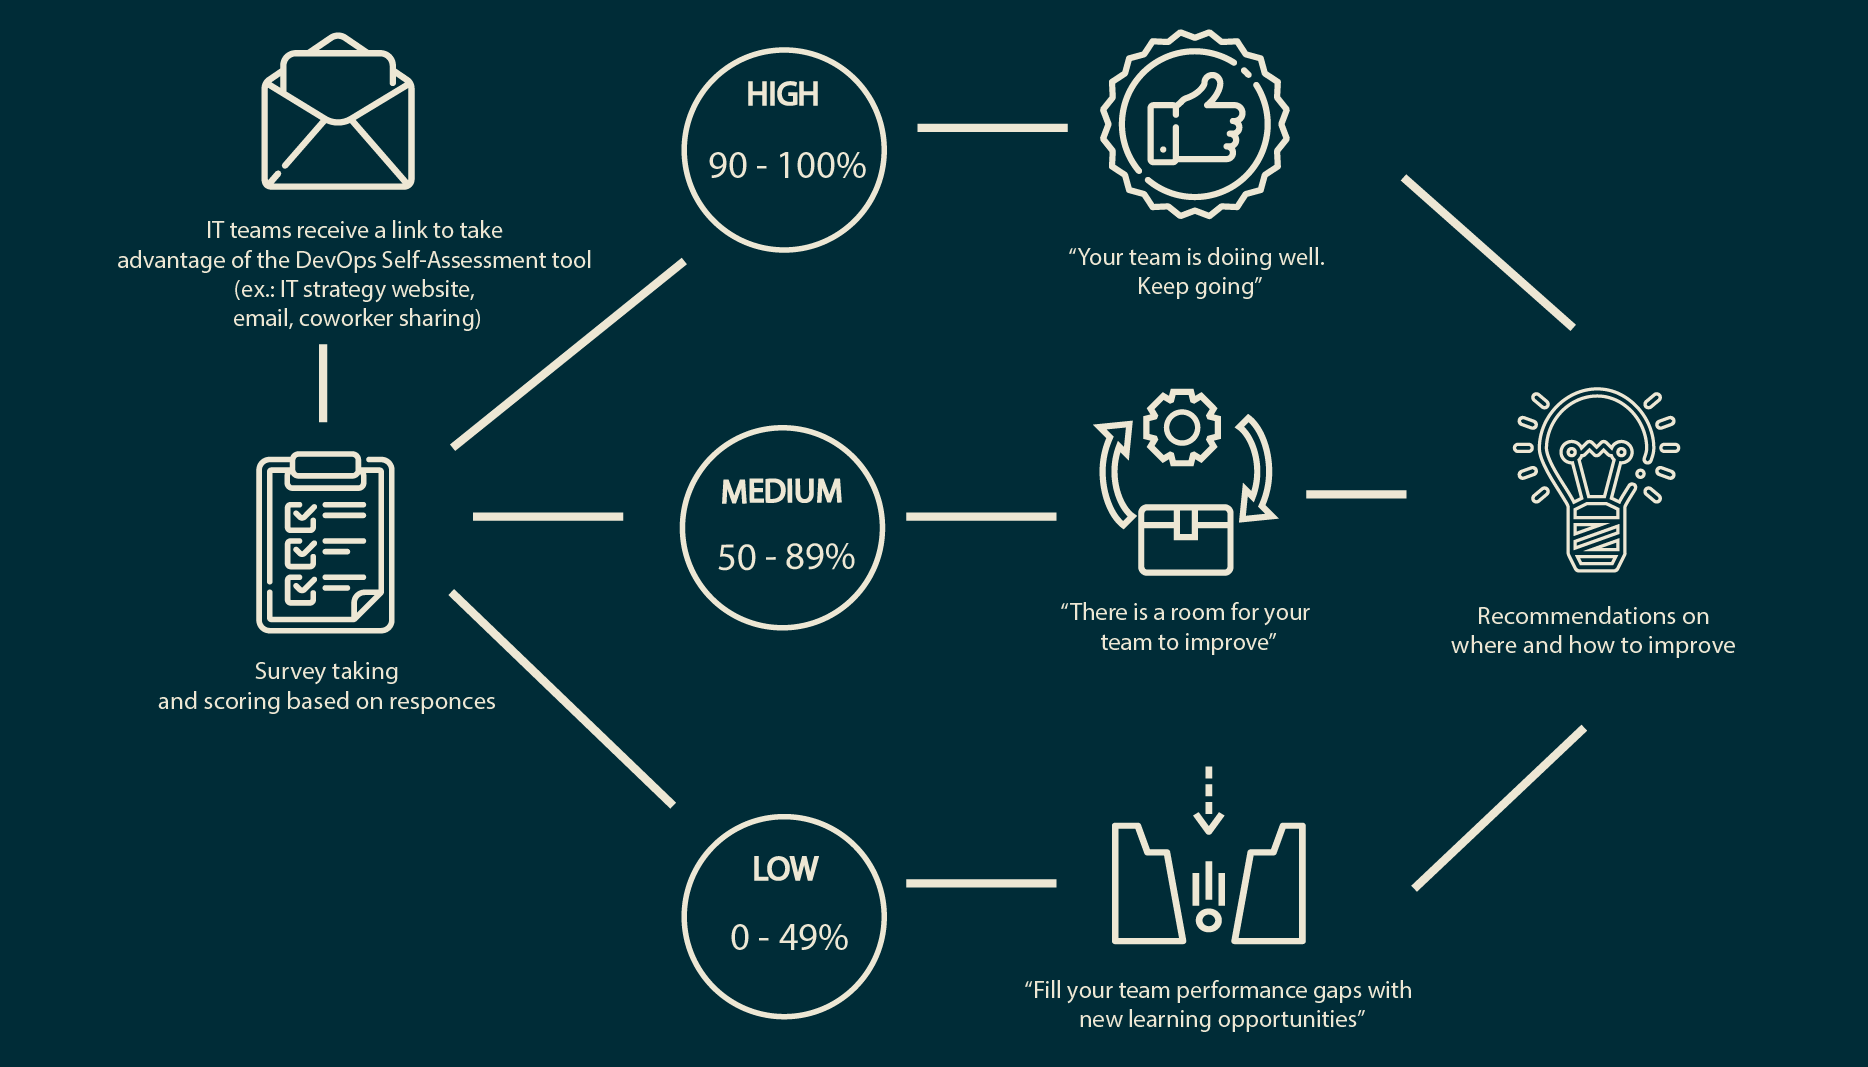 IT teams receive a link to take
advantage of the DevOps Self-Assessment tool
(ex.: IT strategy website,
email, coworker sharing)
Survey taking
and scoring based on responces
HIGH
90 - 100%
“Your team is doiing well.
Keep going”
MEDIUM
50 - 89%
“There is a room for your
team to improve”
LOW
0 - 49%
“Fill your team performance gaps with
new learning opportunities”
Recommendations on
where and how to improve